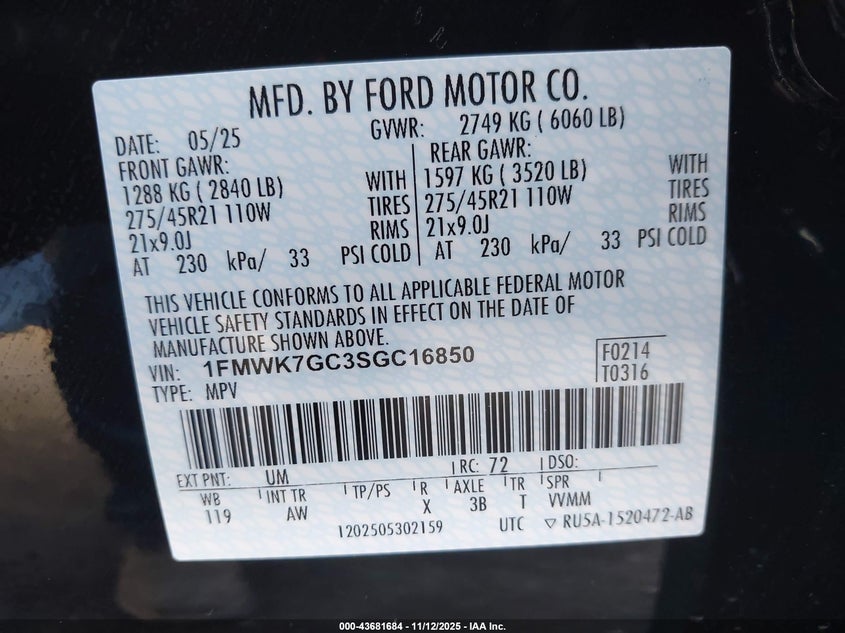 MFD. BY FORD MOTOR CO.
DATE: 05/25 GVWR: 2749 KG ( 6060 LB)
FRONT GAWR: REAR GAWR:
1288 KG ( 2840 LB) WITH 1597 KG ( 3520 LB) WITH
275/45R21 110W TIRES 275/45R21 110W TIRES
21x9.0J RIMS 21x9.0J RIMS
AT 230 kPa/ 33 PSI COLD AT 230 kPa/ 33 PSI COLD
THIS VEHICLE CONFORMS TO ALL APPLICABLE FEDERAL MOTOR
VEHICLE SAFETY STANDARDS IN EFFECT ON THE DATE OF
MANUFACTURE SHOWN ABOVE.
VIN: 1FMWK7GC3SGC16850 F0214
TYPE: MPV T0316
EXT PNT: UM RC: 72 DSO:
WB INT TR TP/PS R AXLE TR SPR
119 AW X 3B T VVMM
1202505302159 UTC ▽ RU5A-1520472-AB
000-43681684 - 11/12/2025 - IAA Inc.